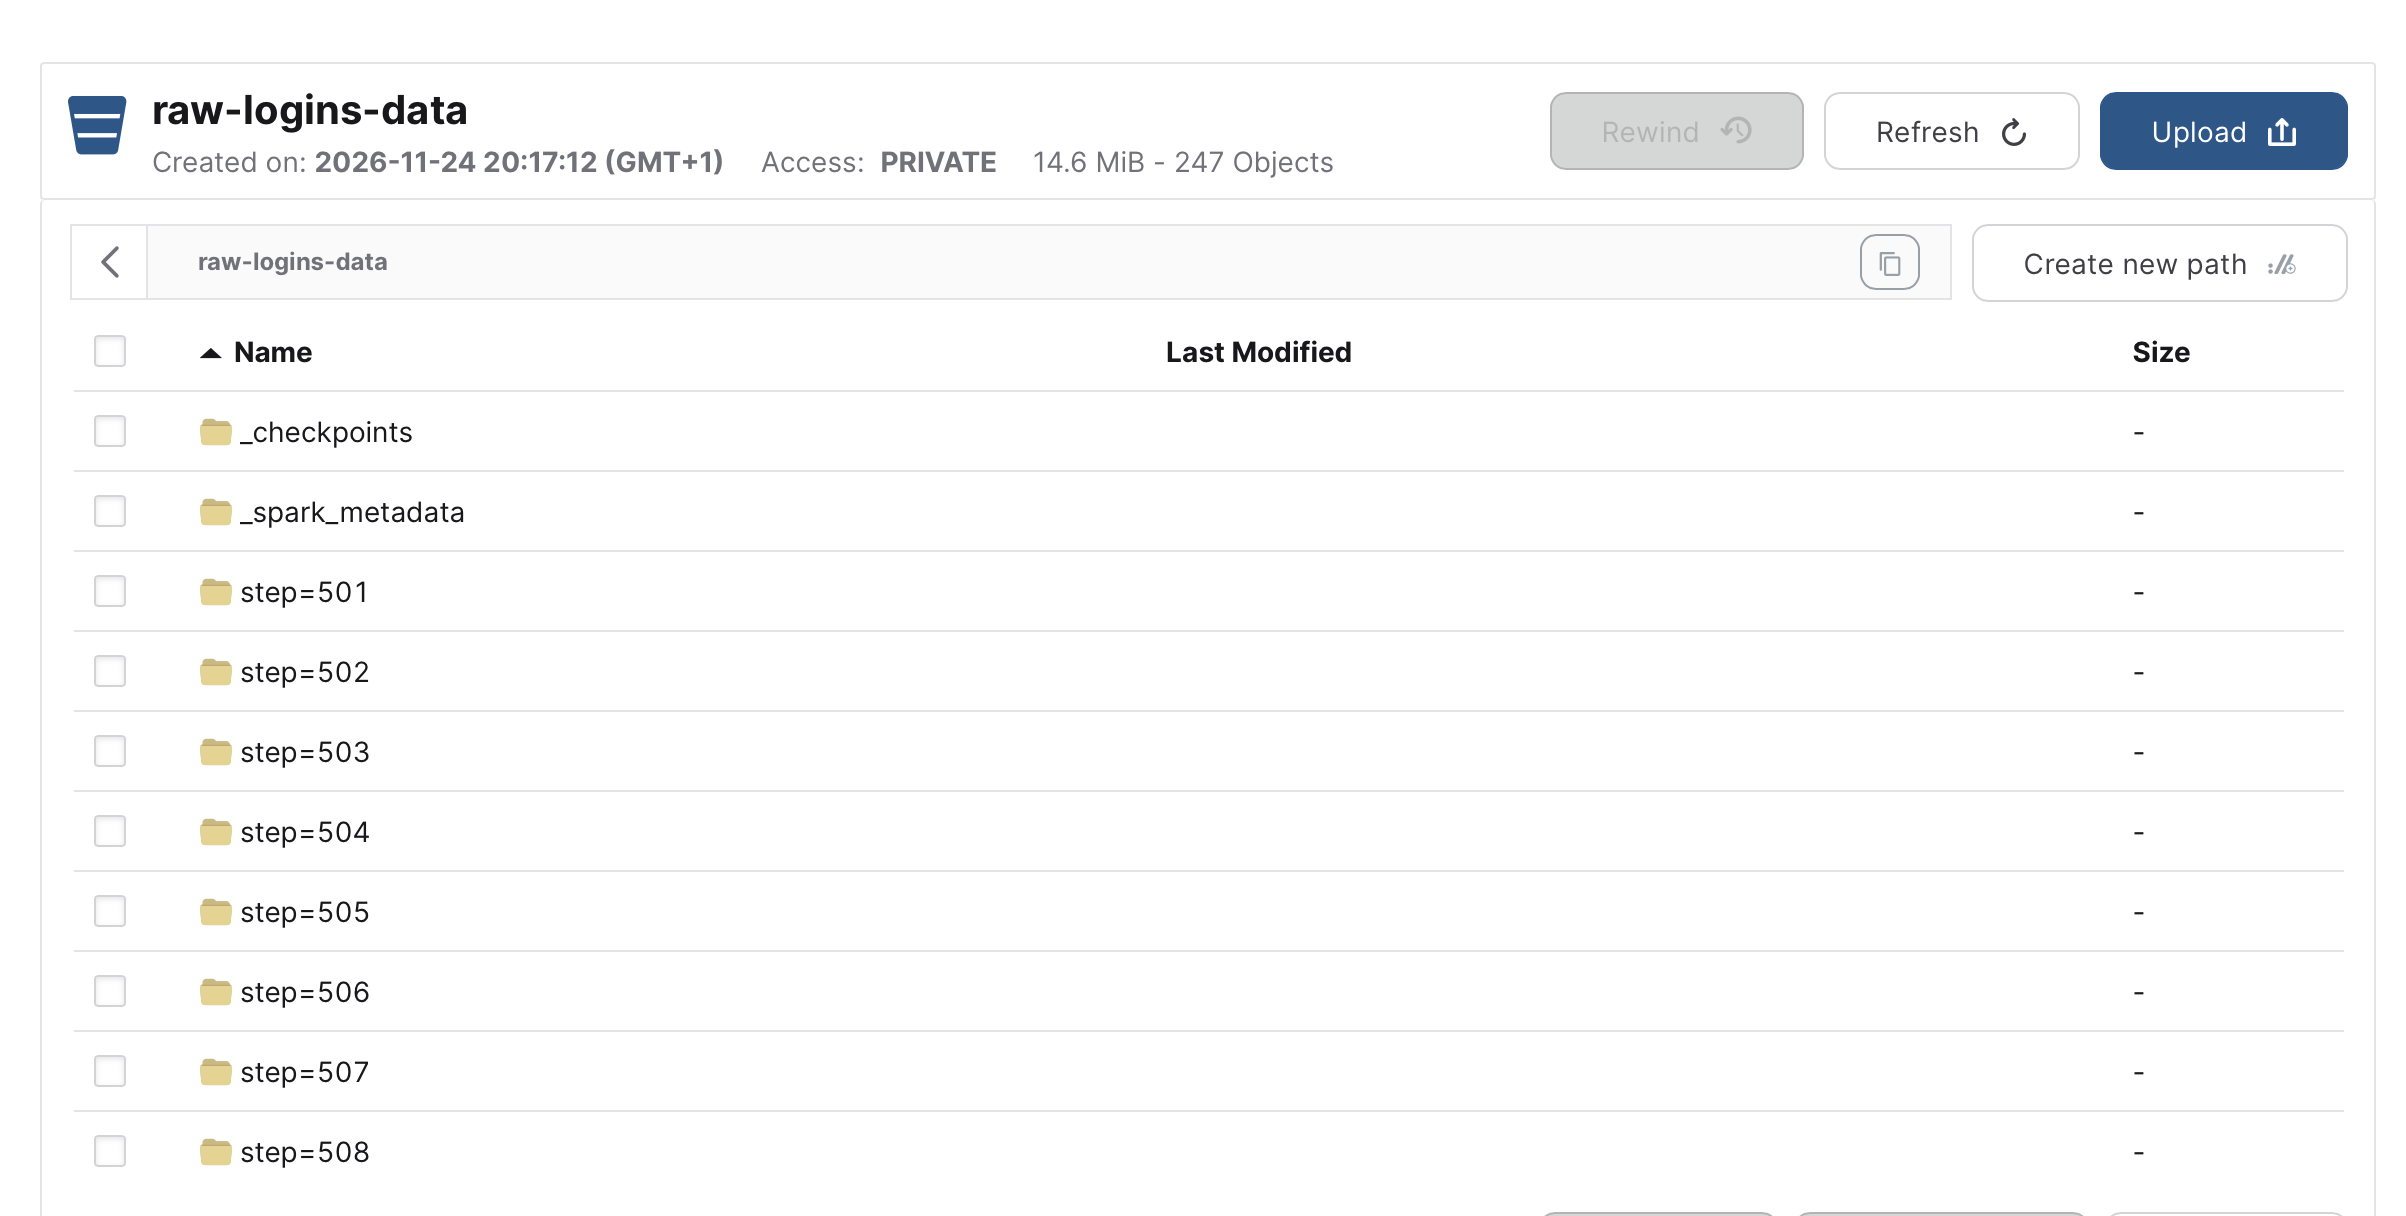 raw-logins-data
Created on: 2026-11-24 20:17:12 (GMT+1) Access: PRIVATE 14.6 MiB - 247 Objects
Rewind Refresh Upload
raw-logins-data
Create new path
Name Last Modified Size
_checkpoints -
_spark_metadata -
step=501 -
step=502 -
step=503 -
step=504 -
step=505 -
step=506 -
step=507 -
step=508 -